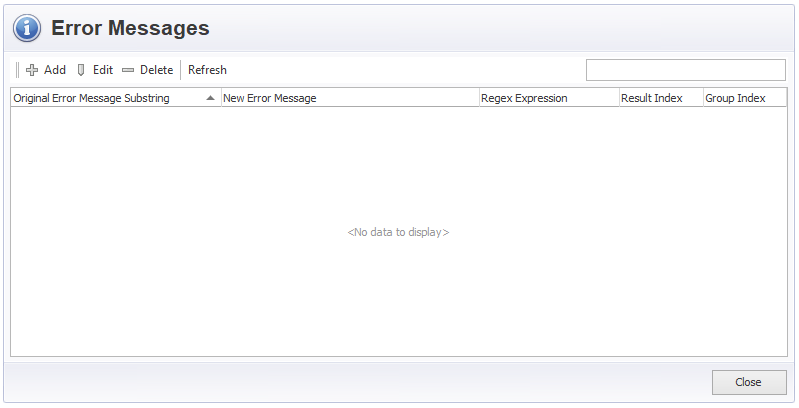 Error Messages
Add Edit Delete Refresh
Original Error Message Substring New Error Message Regex Expression Result Index Group Index
<No data to display>
Close